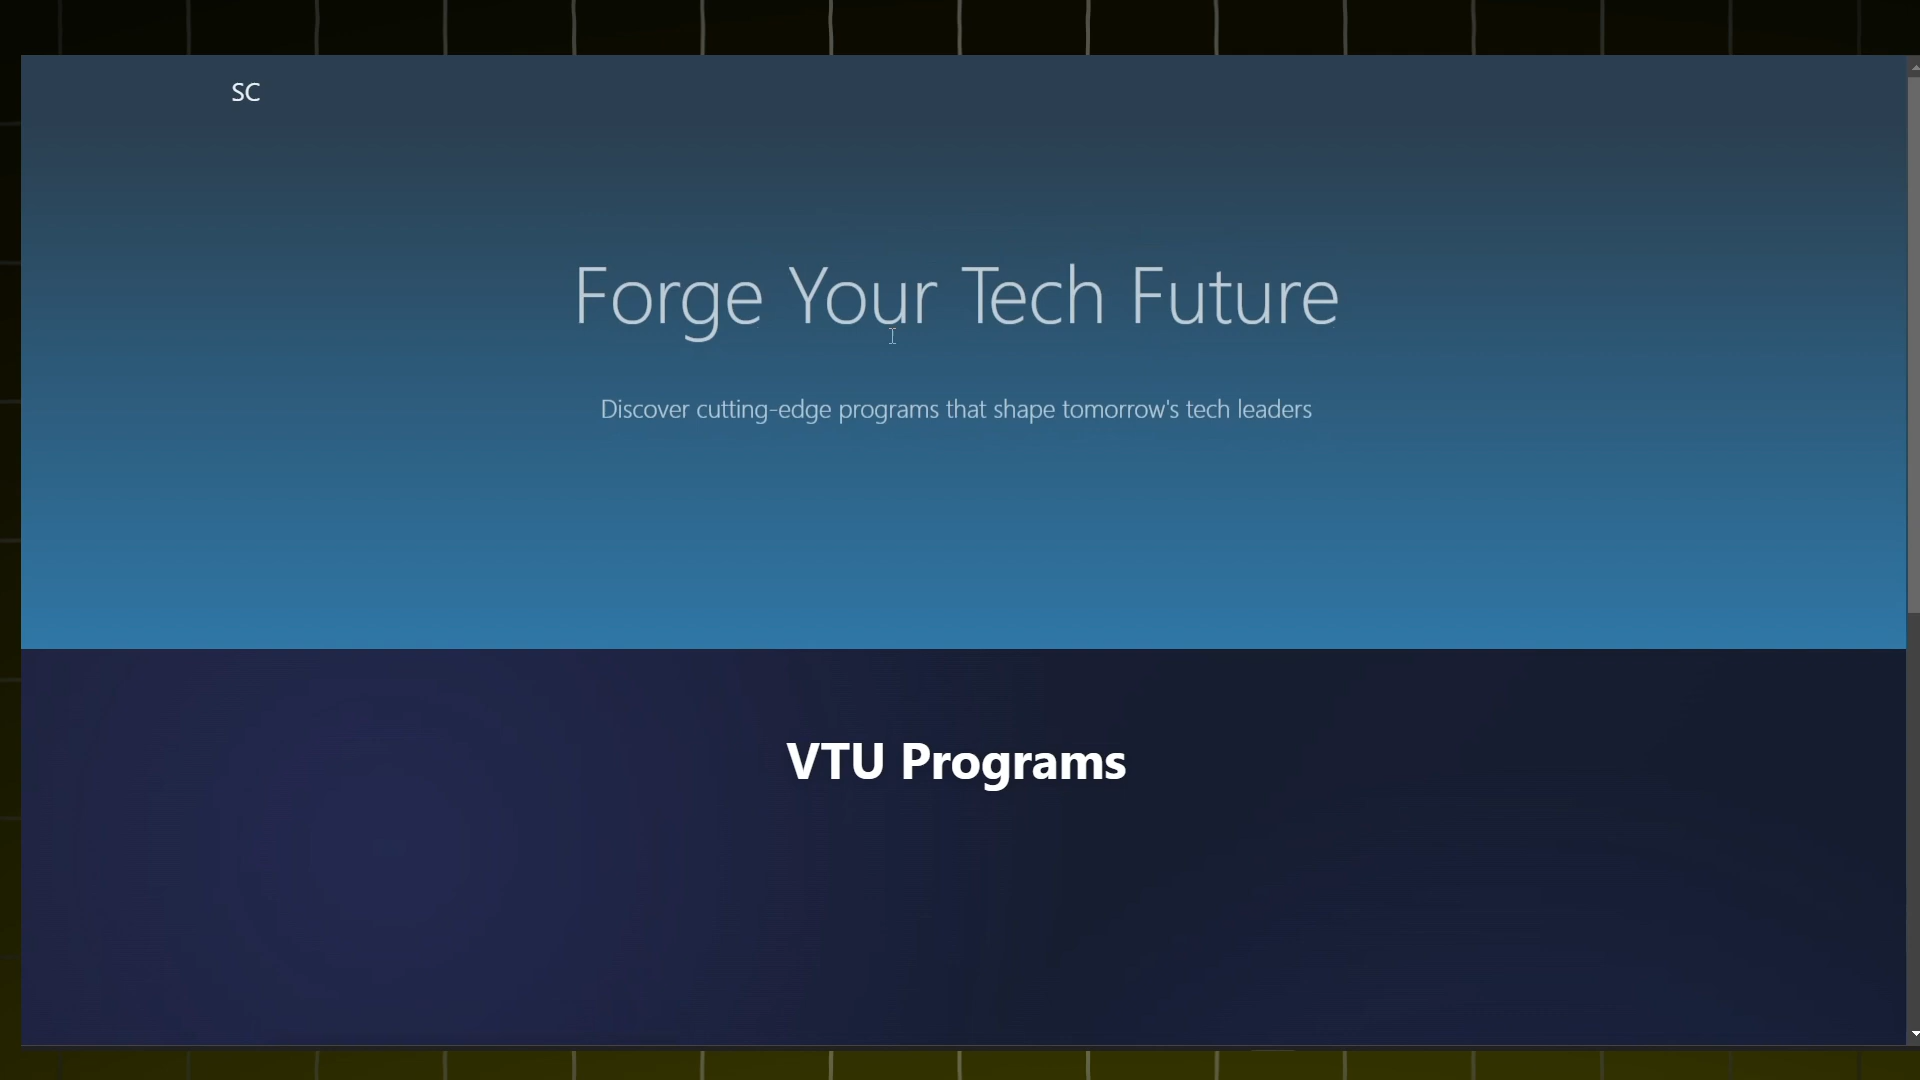 SC
Forge Your Tech Future
Discover cutting-edge programs that shape tomorrow's tech leaders
VTU Programs